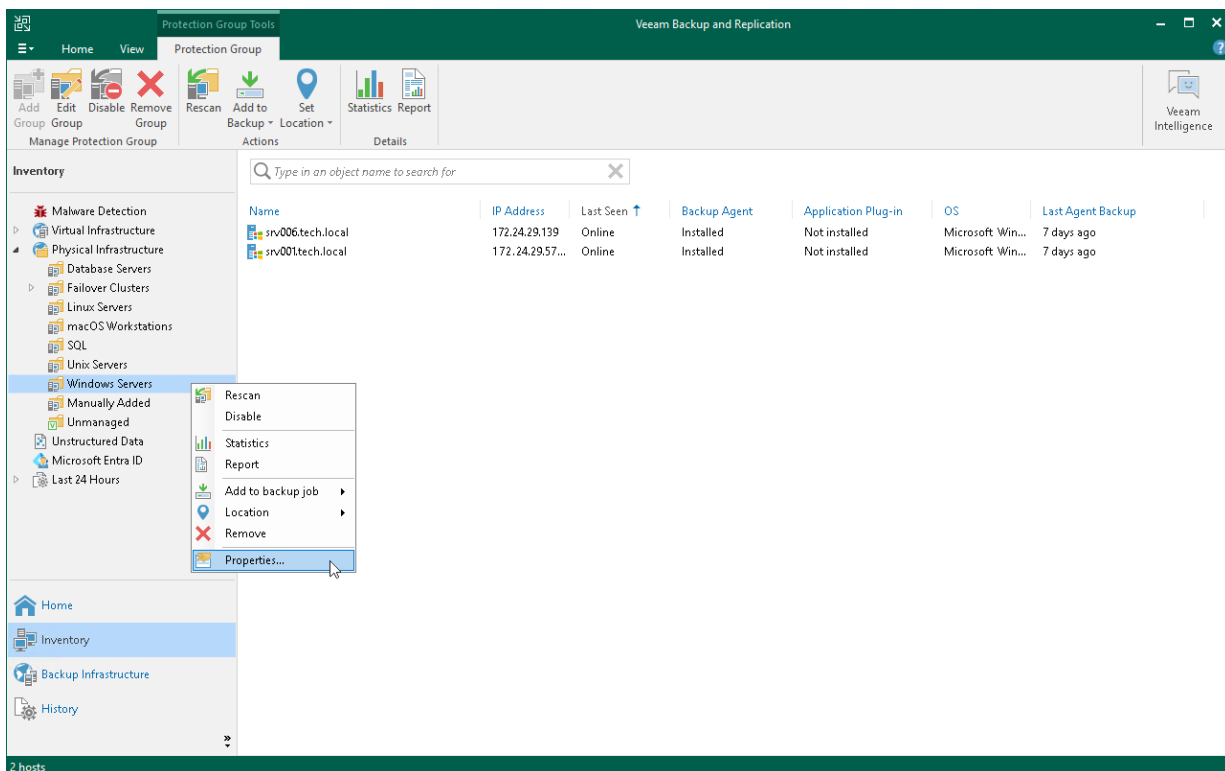 Protection Group Tools
Veeam Backup and Replication
Home View Protection Group
Add Group
Edit Group
Disable
Remove Group
Rescan
Add to Backup
Set Location
Statistics
Report
Veeam Intelligence
Manage Protection Group
Actions
Details
Inventory
Type in an object name to search for
Malware Detection
Virtual Infrastructure
Physical Infrastructure
Database Servers
Failover Clusters
Linux Servers
macOS Workstations
SQL
Unix Servers
Windows Servers
Manually Added
Unmanaged
Unstructured Data
Microsoft Entra ID
Last 24 Hours
Name IP Address Last Seen Backup Agent Application Plug-in OS Last Agent Backup
srv006.tech.local 172.24.29.139 Online Installed Not installed Microsoft Win... 7 days ago
srv001.tech.local 172.24.29.57... Online Installed Not installed Microsoft Win... 7 days ago
Rescan
Disable
Statistics
Report
Add to backup job
Location
Remove
Properties...
Home
Inventory
Backup Infrastructure
History
2 hosts